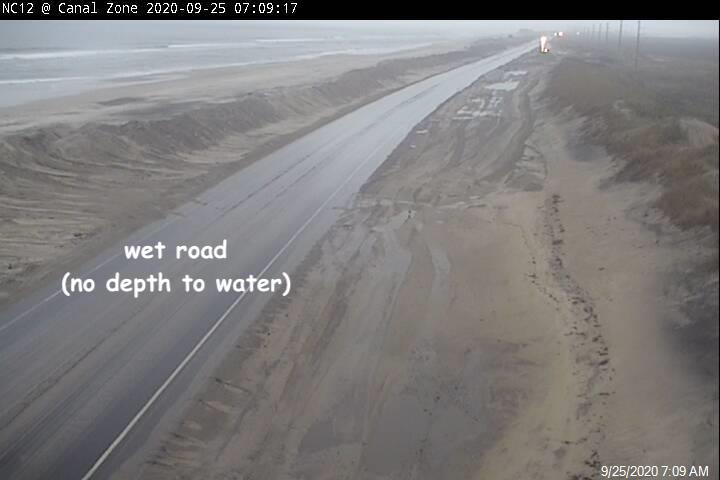 NC12 @ Canal Zone 2020-09-25 07:09:17
wet road
(no depth to water)
9/25/2020 7:09 AM